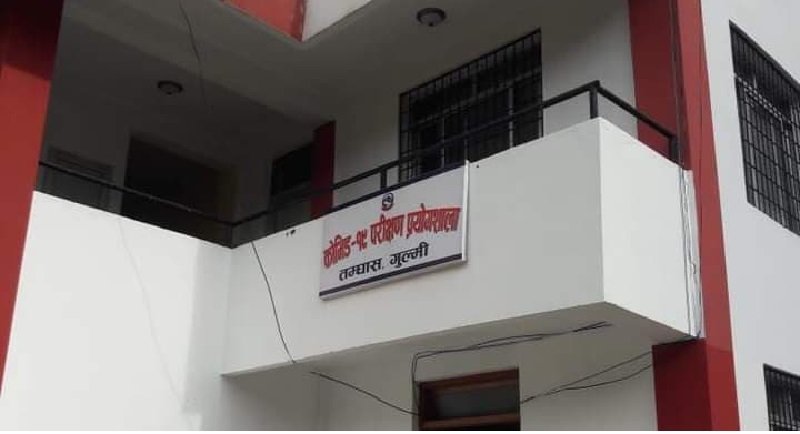 कोभिड-१९ परीक्षण प्रयोगशाला
तम्घास, गुल्मी